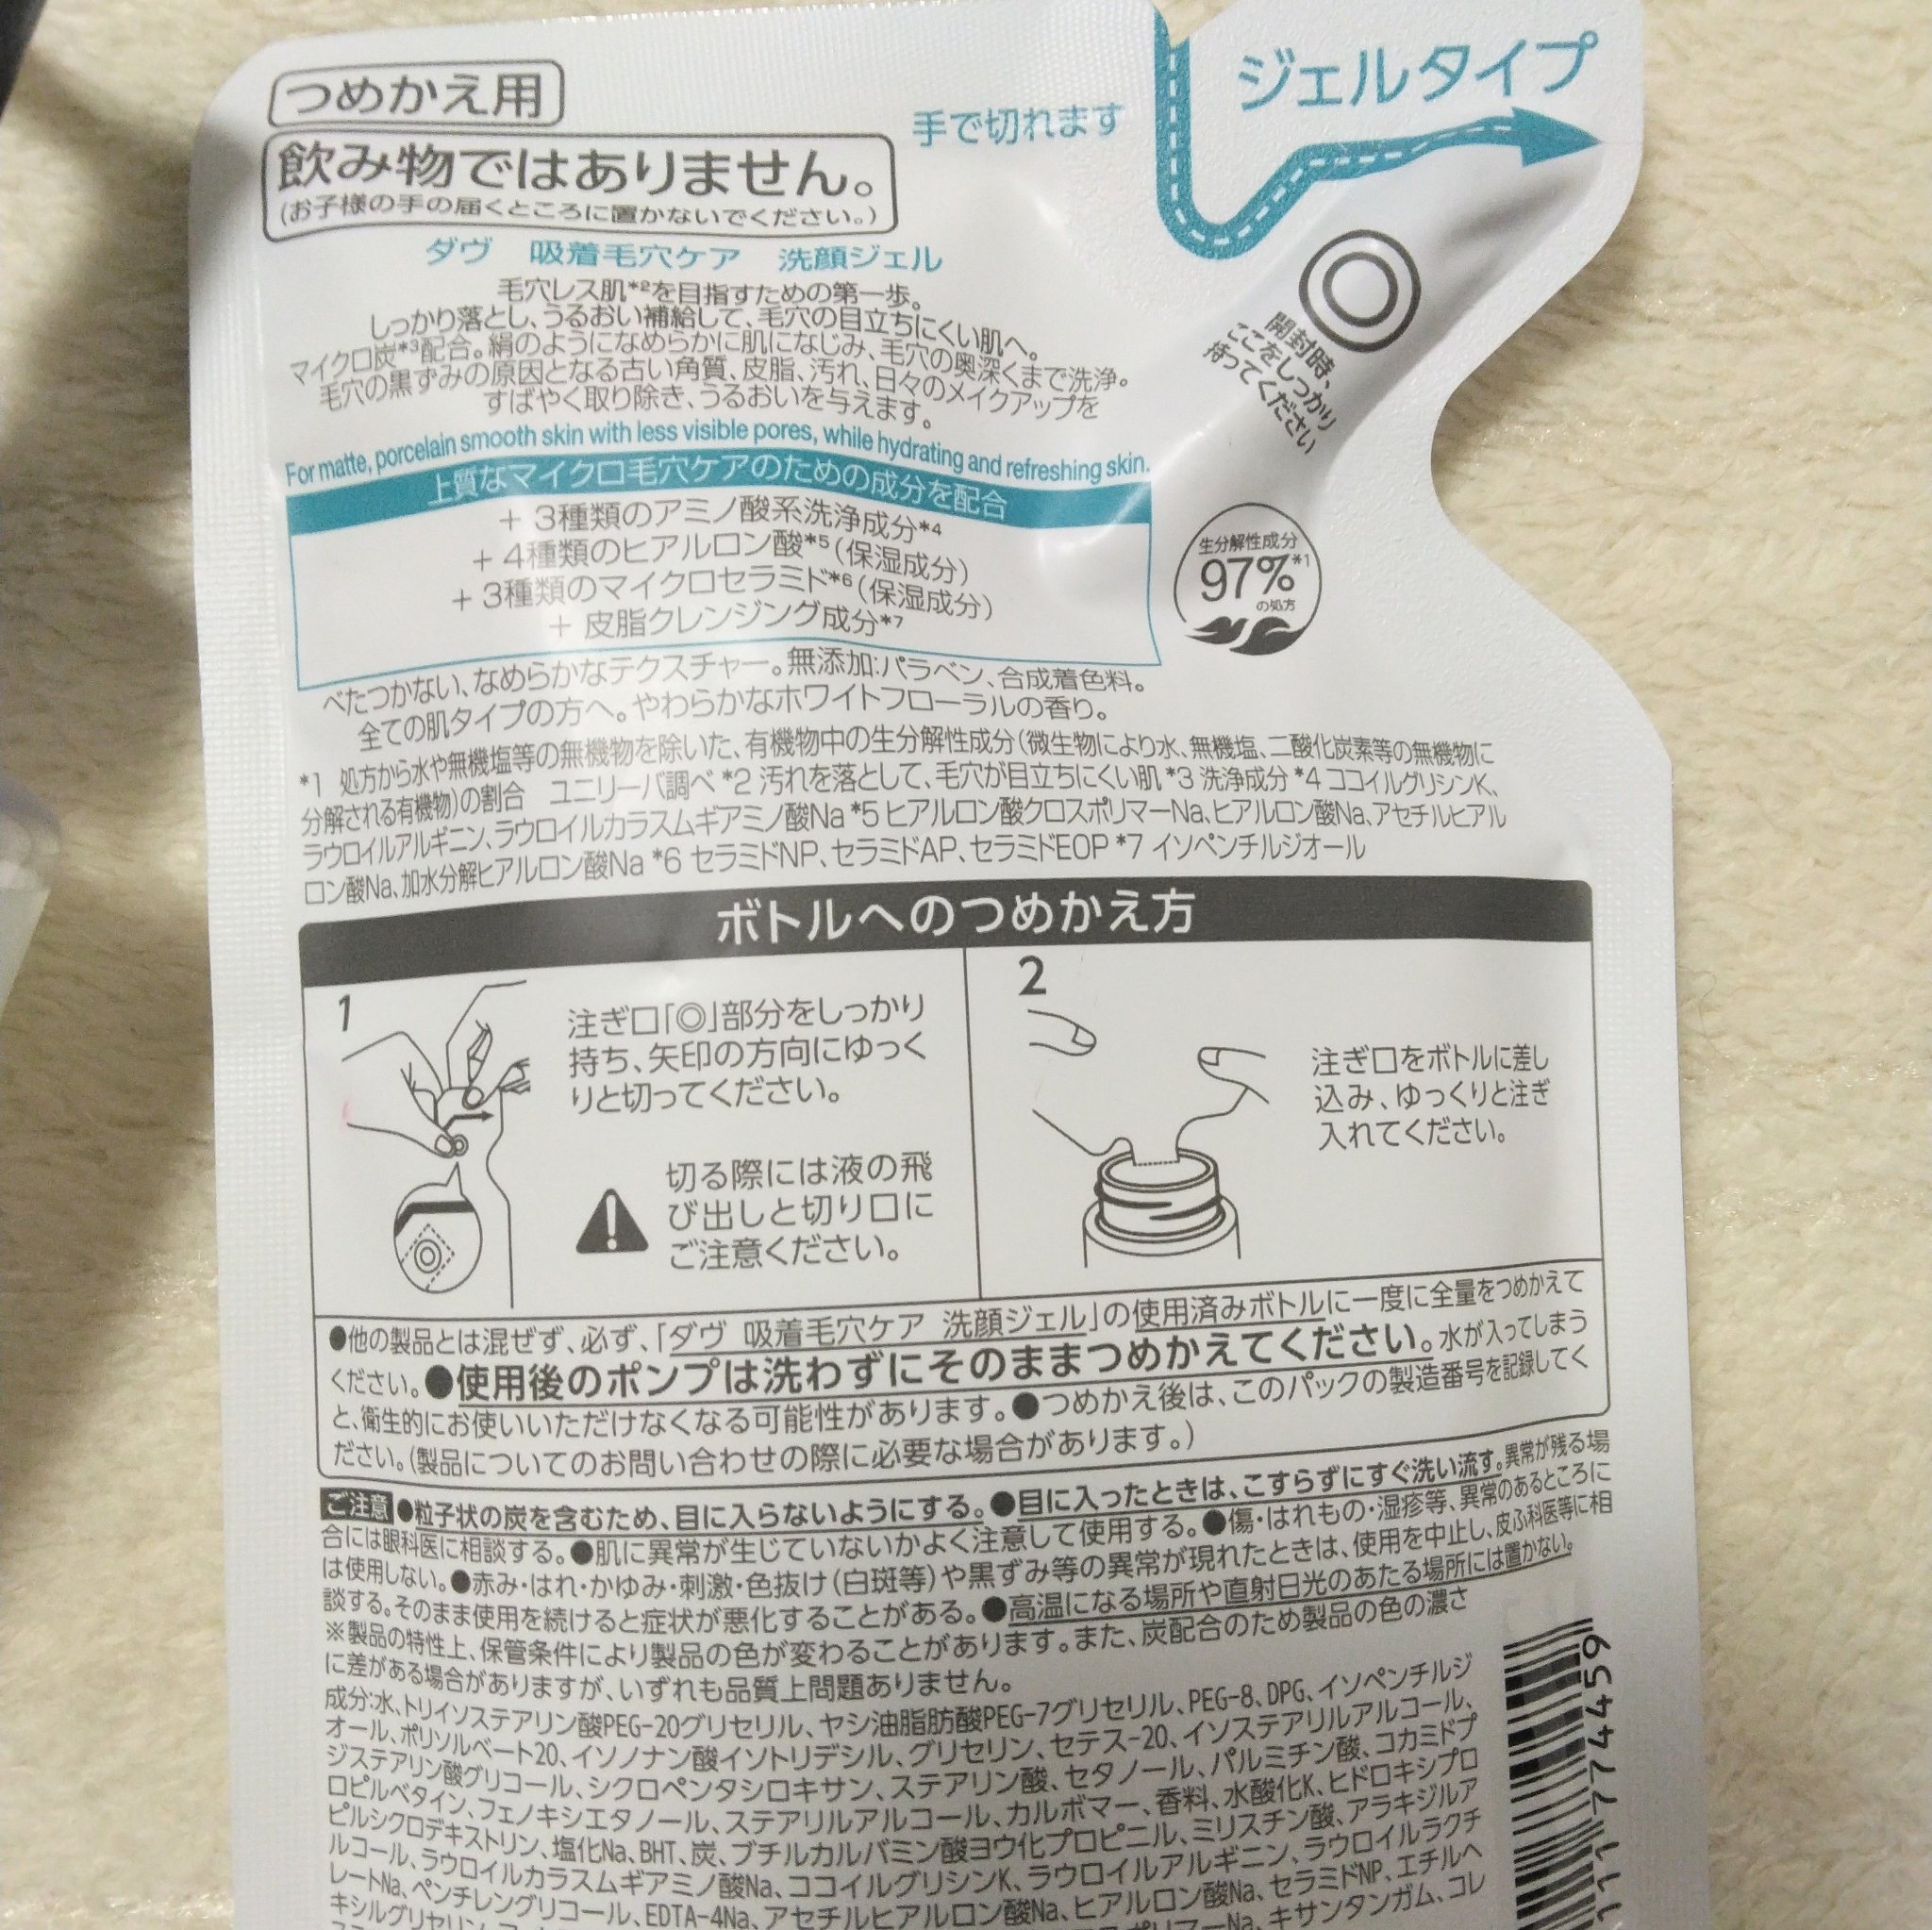 つめかえ用
飲み物ではありません。
(お子様の手の届くところに置かないでください。)
手で切れます
ジェルタイプ
開封時、
ここをしっかり
持ってください
ダヴ 吸着毛穴ケア 洗顔ジェル
毛穴レス肌*2を目指すための第一歩。
しっかり落とし、うるおい補給して、毛穴の目立ちにくい肌へ。
マイクロ炭*3配合。絹のようになめらかに肌になじみ、毛穴の奥深くまで洗浄。
毛穴の黒ずみの原因となる古い角質、皮脂、汚れ、日々のメイクアップを
すばやく取り除き、うるおいを与えます。
For matte, porcelain smooth skin with less visible pores, while hydrating and refreshing skin.
上質なマイクロ毛穴ケアのための成分を配合
+ 3種類のアミノ酸系洗浄成分*4
+ 4種類のヒアルロン酸*5(保湿成分)
+ 3種類のマイクロセラミド*6(保湿成分)
+ 皮脂クレンジング成分*7
生分解性成分
97%*1
の処方
べたつかない、なめらかなテクスチャー。無添加:パラベン、合成着色料。
全ての肌タイプの方へ。やわらかなホワイトフローラルの香り。
*1 処方から水や無機塩等の無機物を除いた、有機物中の生分解性成分(微生物により水、無機塩、二酸化炭素等の無機物に
分解される有機物)の割合 ユニリーバ調べ *2 汚れを落として、毛穴が目立ちにくい肌 *3 洗浄成分 *4 ココイルグリシンK、
ラウロイルアルギニン、ラウロイルカラスムギアミノ酸Na *5 ヒアルロン酸クロスポリマーNa、ヒアルロン酸Na、アセチルヒアル
ロン酸Na、加水分解ヒアルロン酸Na *6 セラミドNP、セラミドAP、セラミドEOP *7 イソペンチルジオール
ボトルへのつめかえ方
1
注ぎ口「◎」部分をしっかり
持ち、矢印の方向にゆっく
りと切ってください。
切る際には液の飛
び出しと切り口に
ご注意ください。
2
注ぎ口をボトルに差し
込み、ゆっくりと注ぎ
入れてください。
●他の製品とは混ぜず、必ず、「ダヴ 吸着毛穴ケア 洗顔ジェル」の使用済みボトルに一度に全量をつめかえて
ください。●使用後のポンプは洗わずにそのままつめかえてください。水が入ってしまう
と、衛生的にお使いいただけなくなる可能性があります。●つめかえ後は、このパックの製造番号を記録してく
ださい。(製品についてのお問い合わせの際に必要な場合があります。)
ご注意 ●粒子状の炭を含むため、目に入らないようにする。●目に入ったときは、こすらずにすぐ洗い流す。異常が残る場
合には眼科医に相談する。●肌に異常が生じていないかよく注意して使用する。●傷・はれもの・湿疹等、異常のあるところに
は使用しない。●赤み・はれ・かゆみ・刺激・色抜け(白斑等)や黒ずみ等の異常が現れたときは、使用を中止し、皮ふ科医等に相
談する。そのまま使用を続けると症状が悪化することがある。●高温になる場所や直射日光のあたる場所には置かない。
※製品の特性上、保管条件により製品の色が変わることがあります。また、炭配合のため製品の色の濃さ
に差がある場合がありますが、いずれも品質上問題ありません。
成分:水、トリイソステアリン酸PEG-20グリセリル、ヤシ油脂肪酸PEG-7グリセリル、PEG-8、DPG、イソペンチルジ
オール、ポリソルベート20、イソノナン酸イソトリデシル、グリセリン、セテス-20、イソステアリルアルコール、
ジステアリン酸グリコール、シクロペンタシロキサン、ステアリン酸、セタノール、パルミチン酸、コカミドプ
ロピルベタイン、フェノキシエタノール、ステアリルアルコール、カルボマー、香料、水酸化K、ヒドロキシプロ
ピルシクロデキストリン、塩化Na、BHT、炭、ブチルカルバミン酸ヨウ化プロピニル、ミリスチン酸、アラキジルア
ルコール、ラウロイルカラスムギアミノ酸Na、ココイルグリシンK、ラウロイルアルギニン、ラウロイルラクチ
レートNa、ペンチレングリコール、EDTA-4Na、アセチルヒアルロン酸Na、ヒアルロン酸Na、セラミドNP、エチルヘ
キシルグリセリン、 ポリマーNa、キサンタンガム、コレ